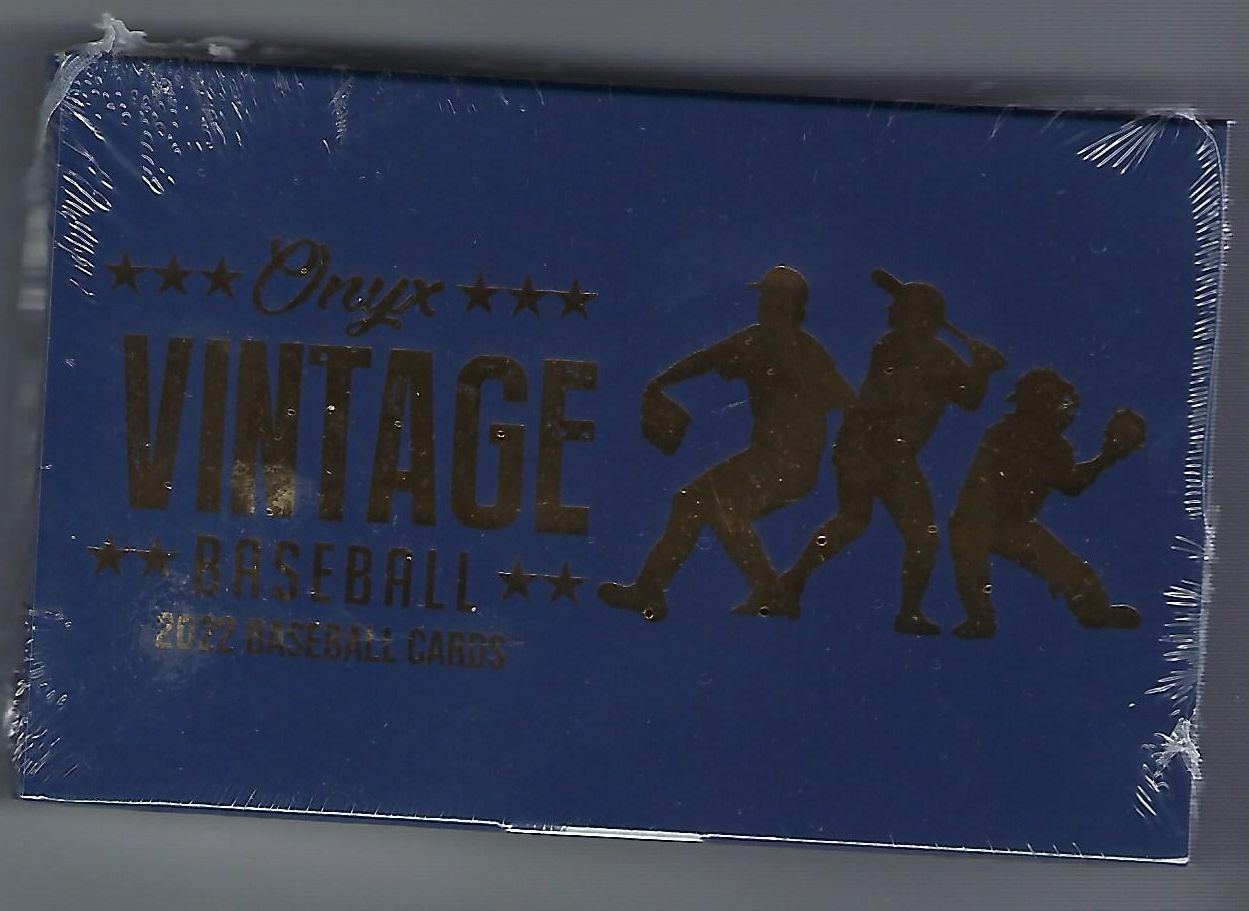 Onyx
VINTAGE
BASEBALL
2022 BASEBALL CARDS